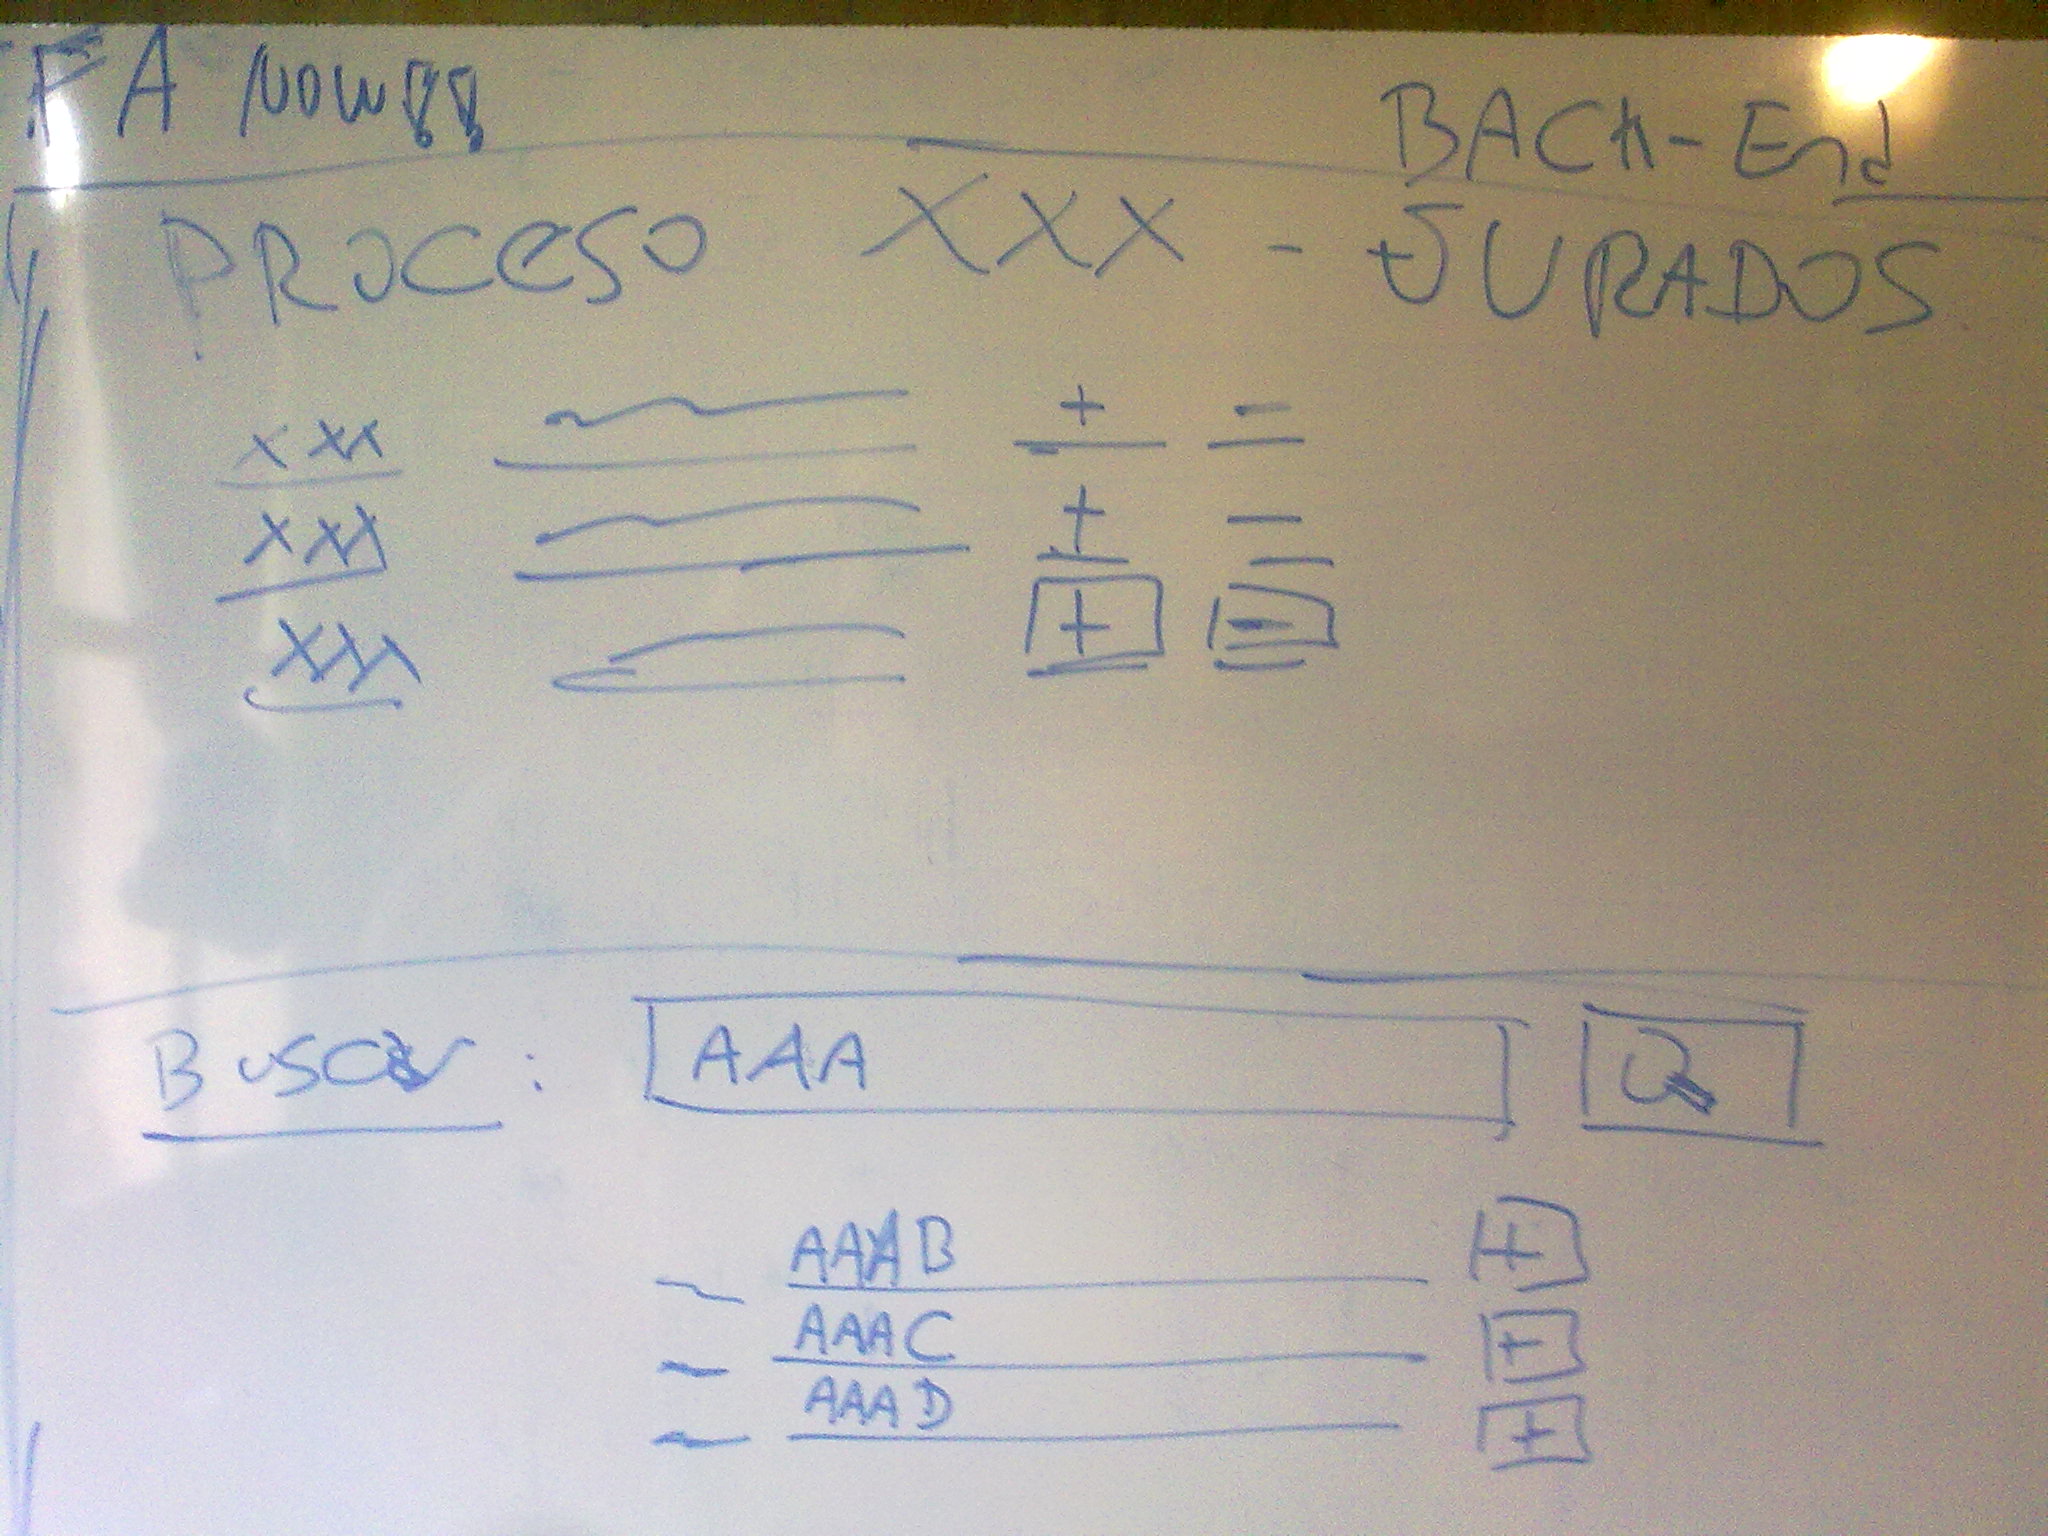 FA NOW!!
BACK-End
PROCESO XXX - JURADOS
XXX + -
XXX + -
XXX + -
Buscar: AAA
AAAB +
AAAC +
AAAD +